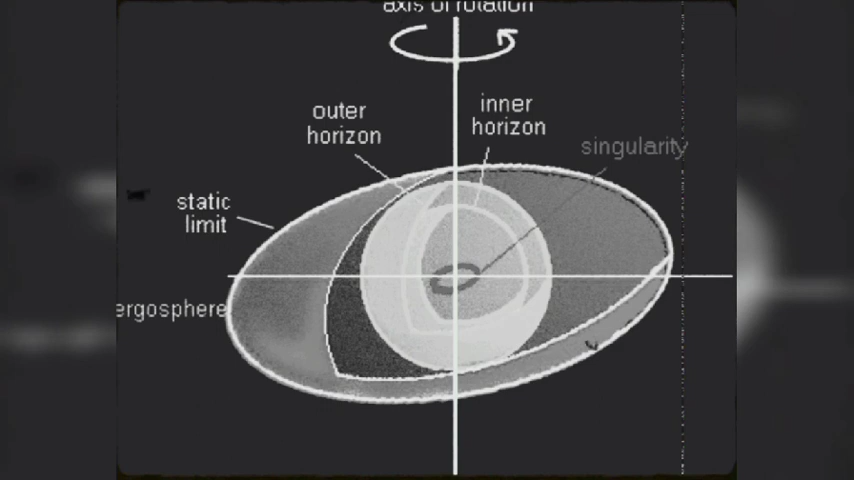 axis of rotation
outer
horizon
inner
horizon
singularity
static
limit
ergosphere